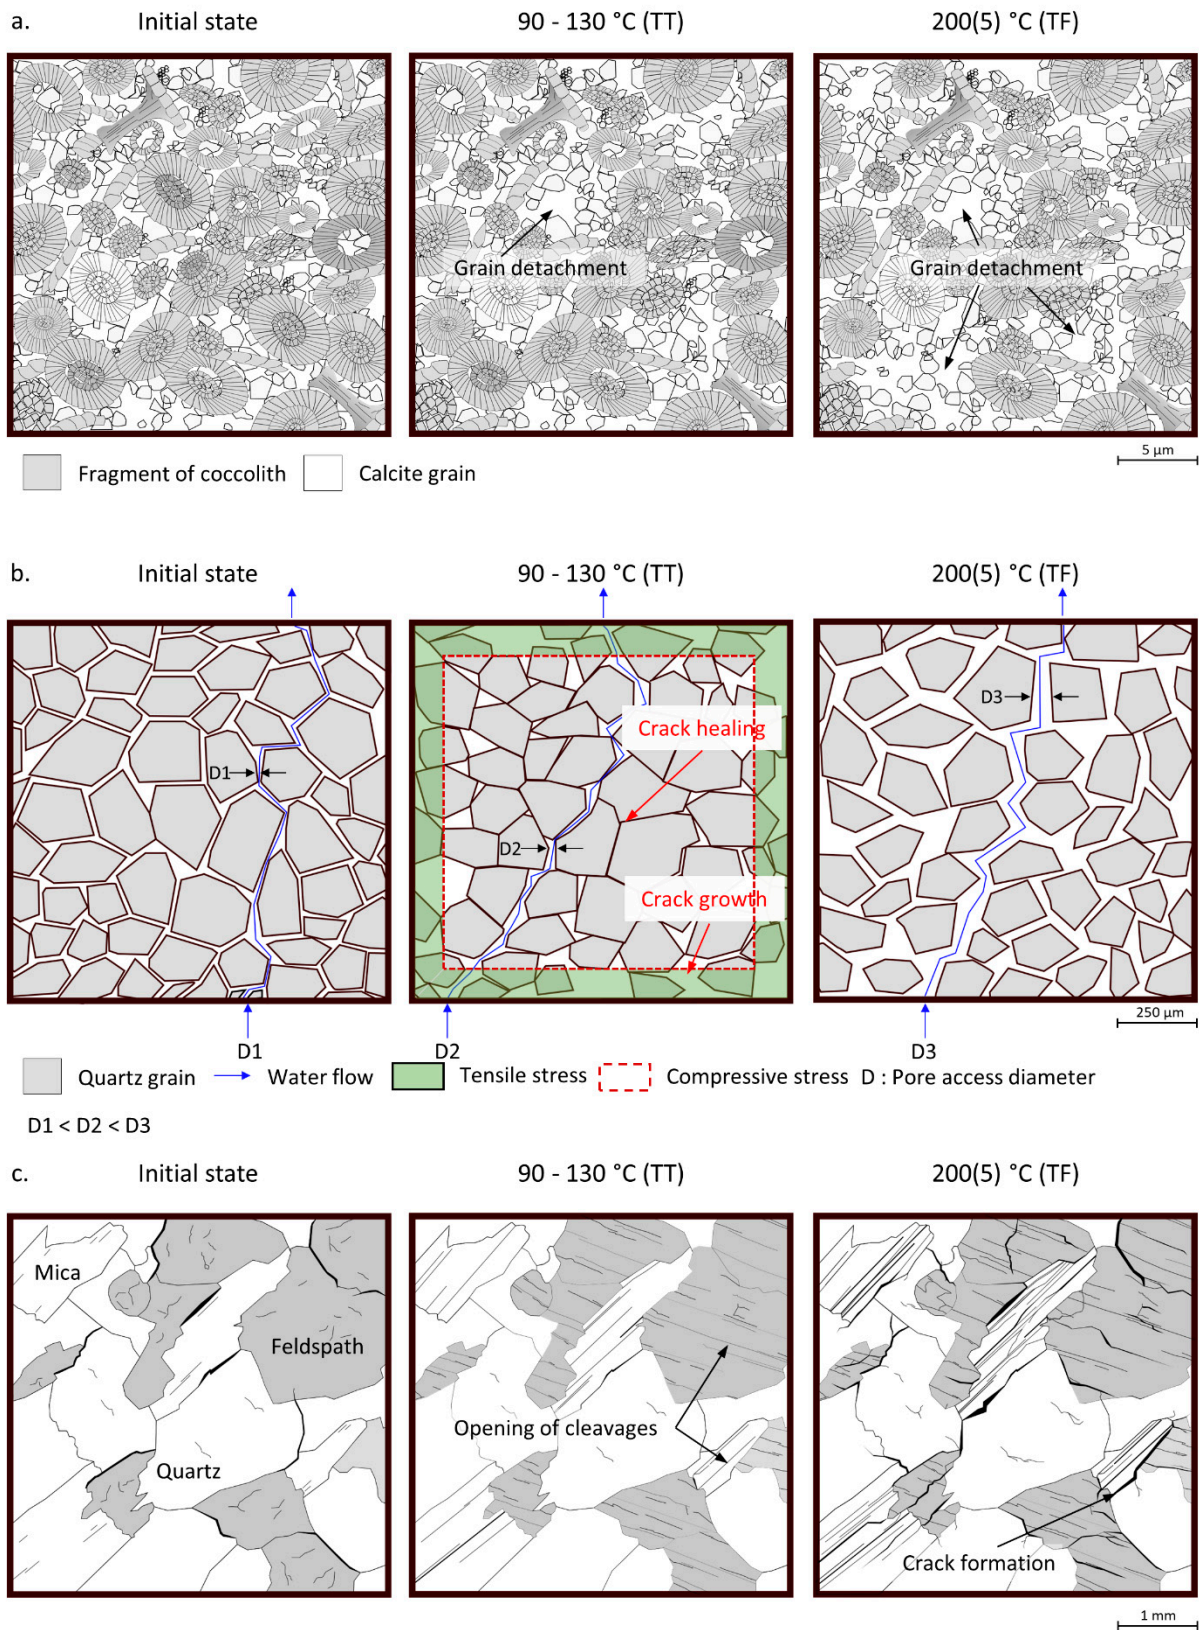 a. Initial state 90 - 130 °C (TT) 200(5) °C (TF)
Grain detachment Grain detachment
5 µm
Fragment of coccolith Calcite grain
b. Initial state 90 - 130 °C (TT) 200(5) °C (TF)
D3
Crack healing
D1
D2
Crack growth
250 µm
D1 D2 D3
Quartz grain Water flow Tensile stress Compressive stress D : Pore access diameter
D1 < D2 < D3
c. Initial state 90 - 130 °C (TT) 200(5) °C (TF)
Mica
Feldspath
Opening of cleavages
Quartz
Crack formation
1 mm